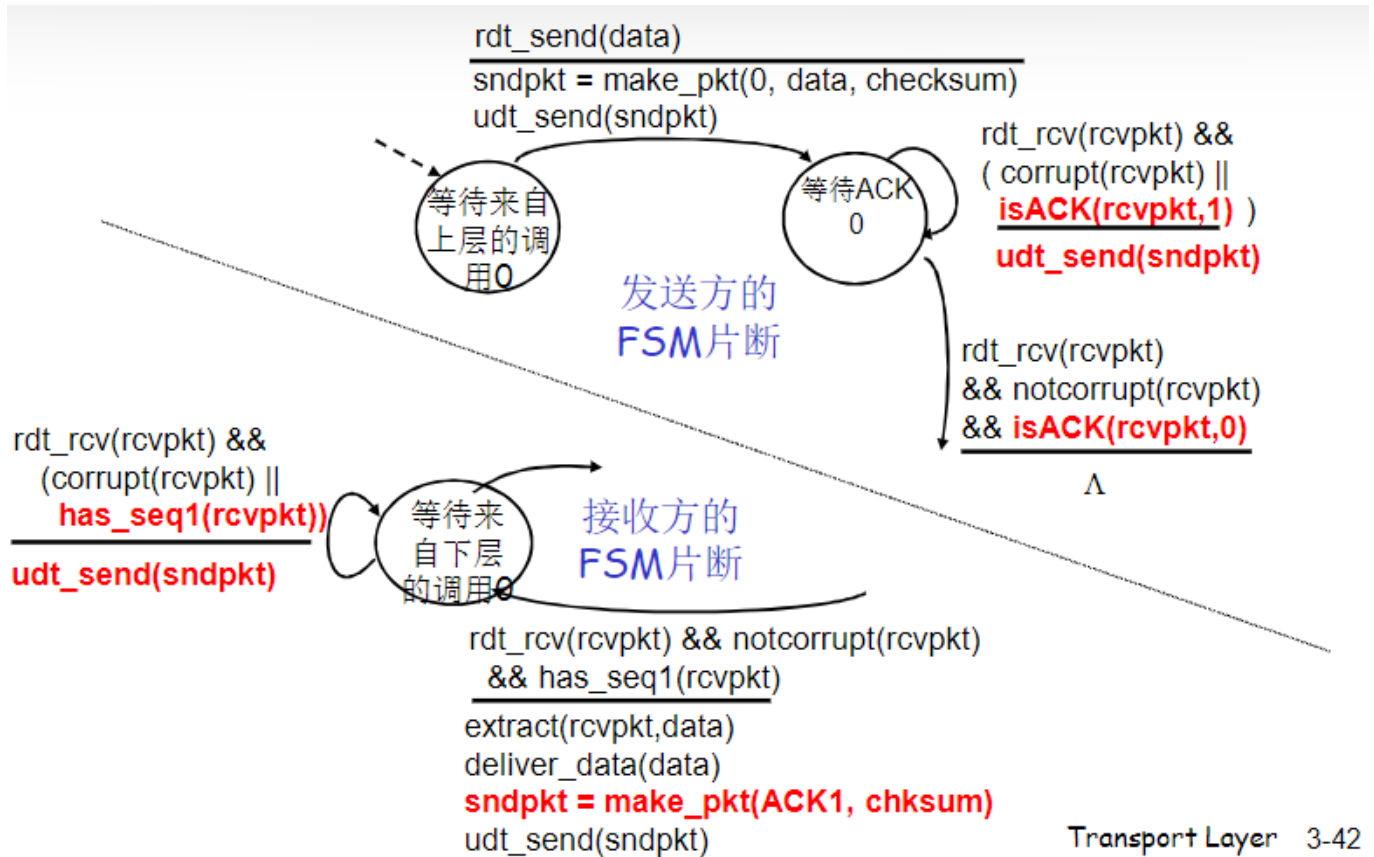 rdt_send(data)
sndpkt = make_pkt(0, data, checksum)
udt_send(sndpkt)
rdt_rcv(rcvpkt) &&
( corrupt(rcvpkt) ||
isACK(rcvpkt,1) )
udt_send(sndpkt)
等待来自
上层的调
用0
等待ACK
0
发送方的
FSM片断
rdt_rcv(rcvpkt)
&& notcorrupt(rcvpkt)
&& isACK(rcvpkt,0)
Λ
rdt_rcv(rcvpkt) &&
(corrupt(rcvpkt) ||
has_seq1(rcvpkt))
udt_send(sndpkt)
等待来
自下层
的调用0
接收方的
FSM片断
rdt_rcv(rcvpkt) && notcorrupt(rcvpkt)
&& has_seq1(rcvpkt)
extract(rcvpkt,data)
deliver_data(data)
sndpkt = make_pkt(ACK1, chksum)
udt_send(sndpkt)
Transport Layer 3-42